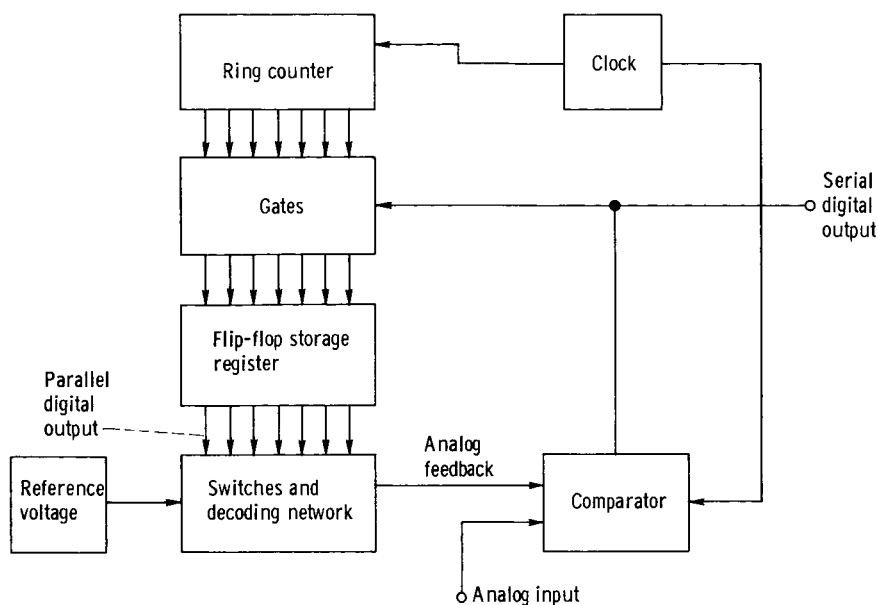 Ring counter
Clock
Gates
Serial
digital
output
Flip-flop storage
register
Parallel
digital
output
Analog
feedback
Reference
voltage
Switches and
decoding network
Comparator
Analog input